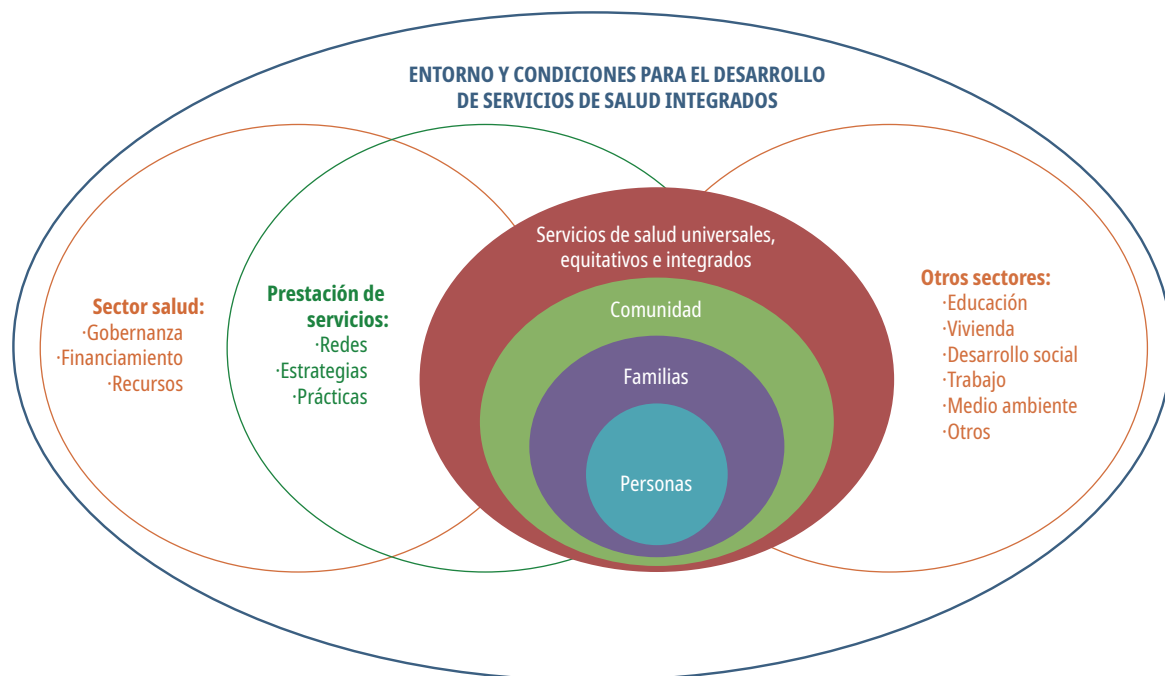 ENTORNO Y CONDICIONES PARA EL DESARROLLO
DE SERVICIOS DE SALUD INTEGRADOS
Sector salud:
·Gobernanza
·Financiamiento
·Recursos
Prestación de
servicios:
·Redes
·Estrategias
·Prácticas
Servicios de salud universales,
equitativos e integrados
Comunidad
Familias
Personas
Otros sectores:
·Educación
·Vivienda
·Desarrollo social
·Trabajo
·Medio ambiente
·Otros